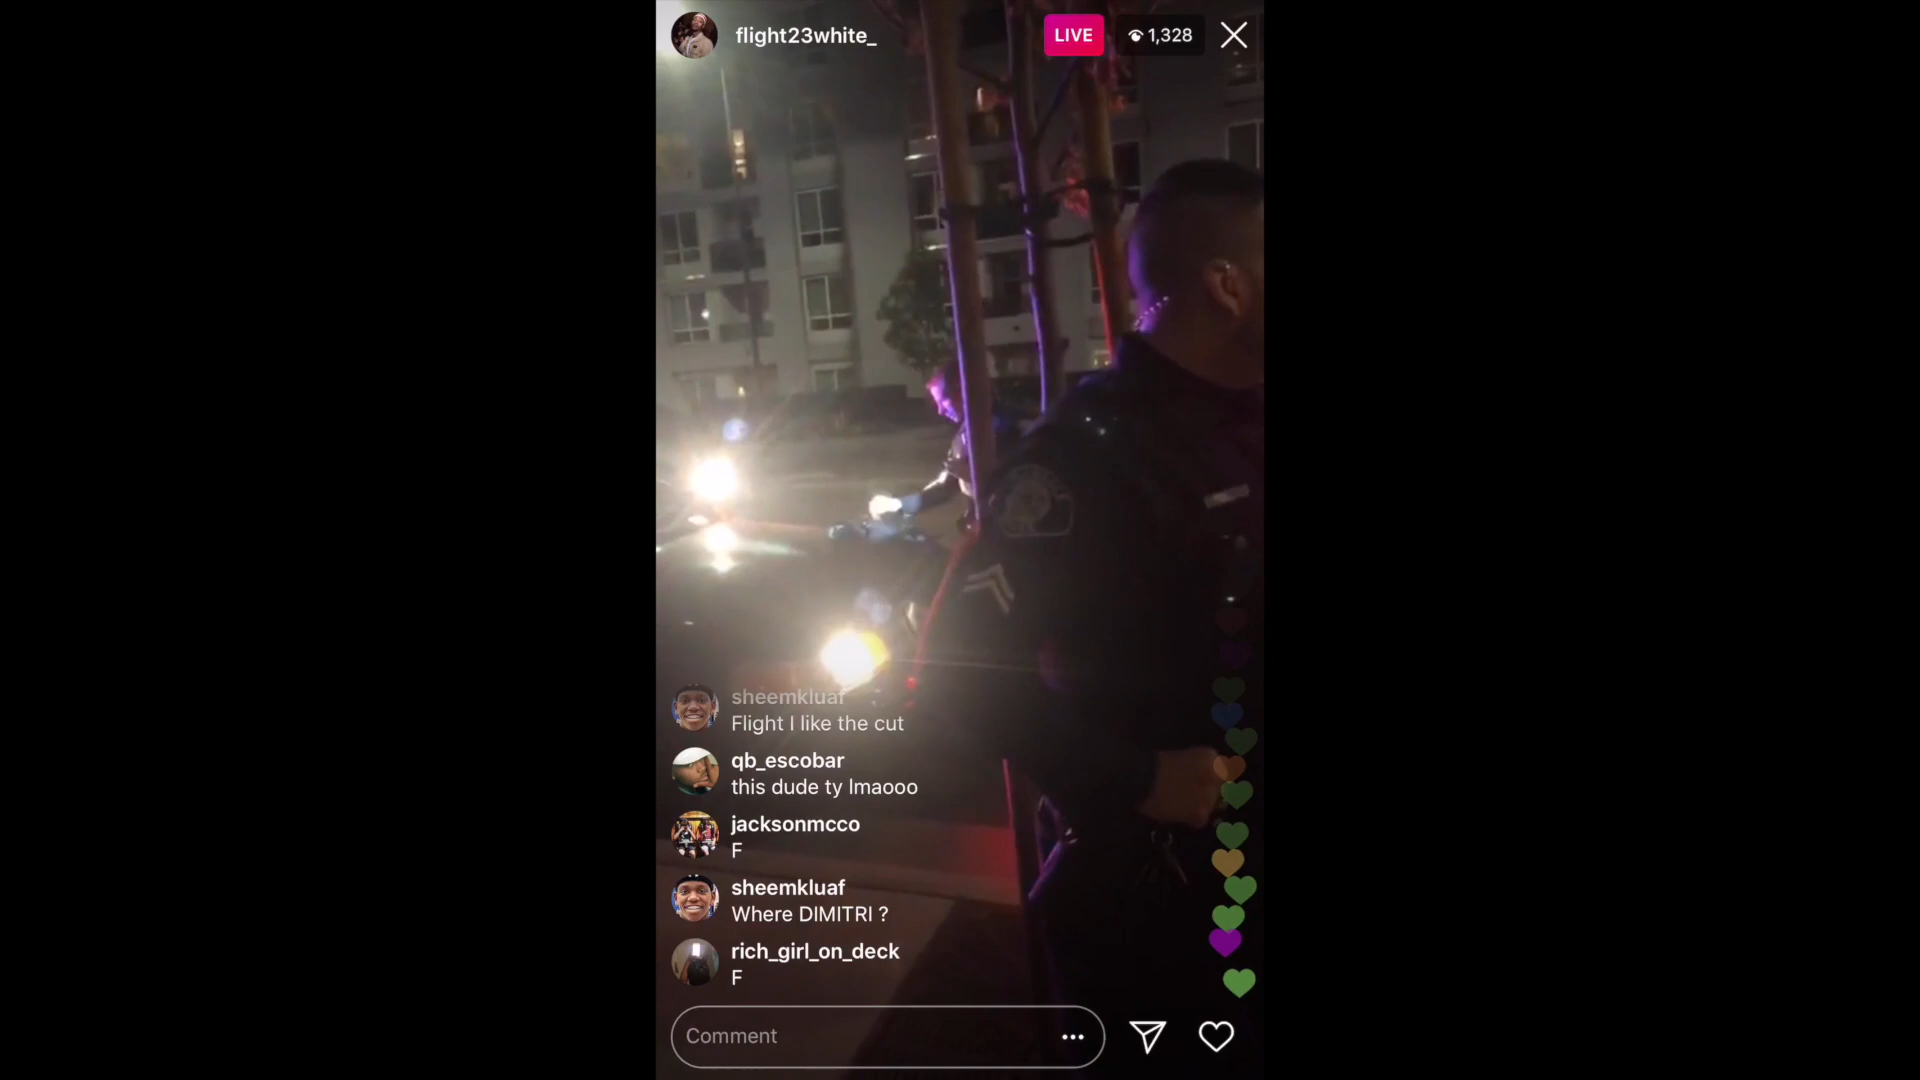 flight23white_
LIVE
1,328
sheemkluaf
Flight I like the cut
qb_escobar
this dude ty lmaooo
jacksonmcco
F
sheemkluaf
Where DIMITRI ?
rich_girl_on_deck
F
Comment